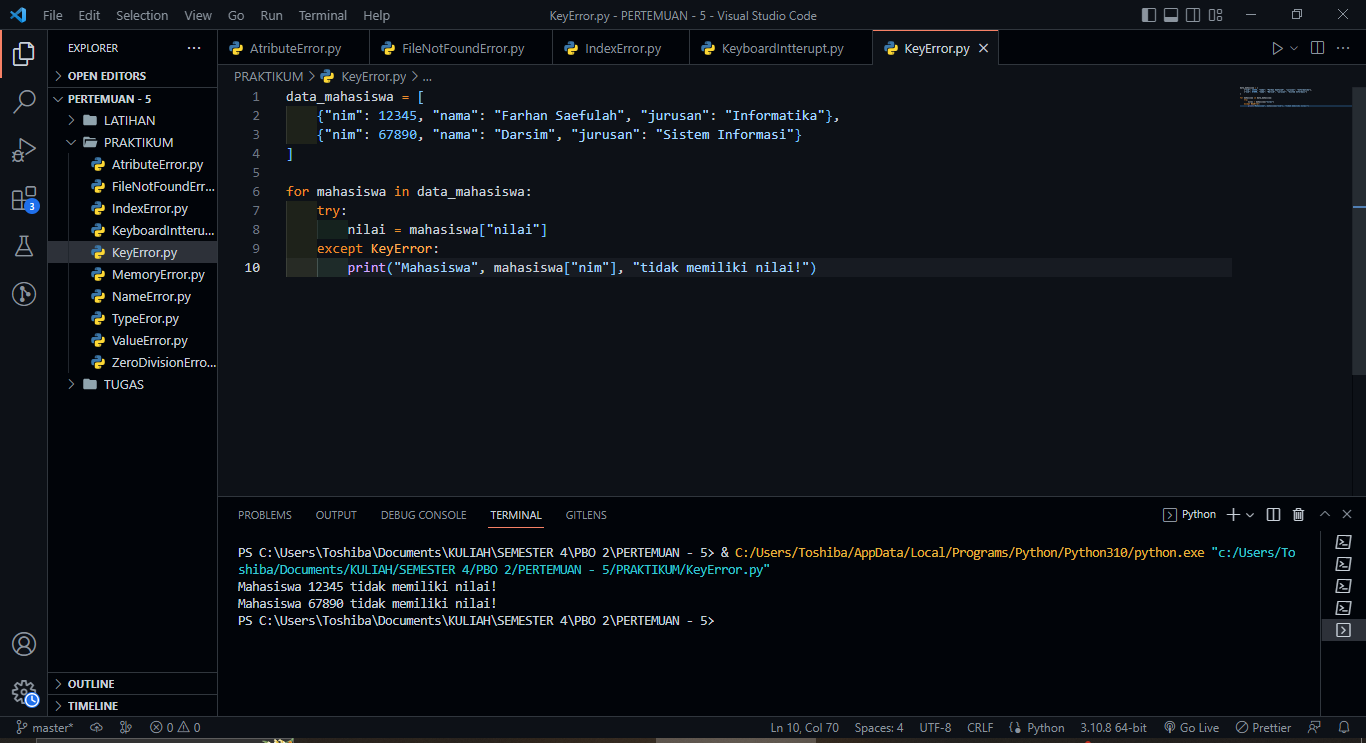 File Edit Selection View Go Run Terminal Help KeyError.py - PERTEMUAN - 5 - Visual Studio Code
EXPLORER
OPEN EDITORS
PERTEMUAN - 5
LATIHAN
PRAKTIKUM
AtributeError.py
FileNotFoundErr...
IndexError.py
KeyboardIntteru...
KeyError.py
MemoryError.py
NameError.py
TypeEror.py
ValueError.py
ZeroDivisionErro...
TUGAS
OUTLINE
TIMELINE
3
AtributeError.py FileNotFoundError.py IndexError.py KeyboardIntterupt.py KeyError.py
PRAKTIKUM > KeyError.py > ...
1 data_mahasiswa = [
2 {"nim": 12345, "nama": "Farhan Saefulah", "jurusan": "Informatika"},
3 {"nim": 67890, "nama": "Darsim", "jurusan": "Sistem Informasi"}
4 ]
5
6 for mahasiswa in data_mahasiswa:
7 try:
8 nilai = mahasiswa["nilai"]
9 except KeyError:
10 print("Mahasiswa", mahasiswa["nim"], "tidak memiliki nilai!")
PROBLEMS OUTPUT DEBUG CONSOLE TERMINAL GITLENS Python
PS C:\Users\Toshiba\Documents\KULIAH\SEMESTER 4\PBO 2\PERTEMUAN - 5> & C:/Users/Toshiba/AppData/Local/Programs/Python/Python310/python.exe "c:/Users/To
shiba/Documents/KULIAH/SEMESTER 4/PBO 2/PERTEMUAN - 5/PRAKTIKUM/KeyError.py"
Mahasiswa 12345 tidak memiliki nilai!
Mahasiswa 67890 tidak memiliki nilai!
PS C:\Users\Toshiba\Documents\KULIAH\SEMESTER 4\PBO 2\PERTEMUAN - 5>
master* 0 0 Ln 10, Col 70 Spaces: 4 UTF-8 CRLF Python 3.10.8 64-bit Go Live Prettier